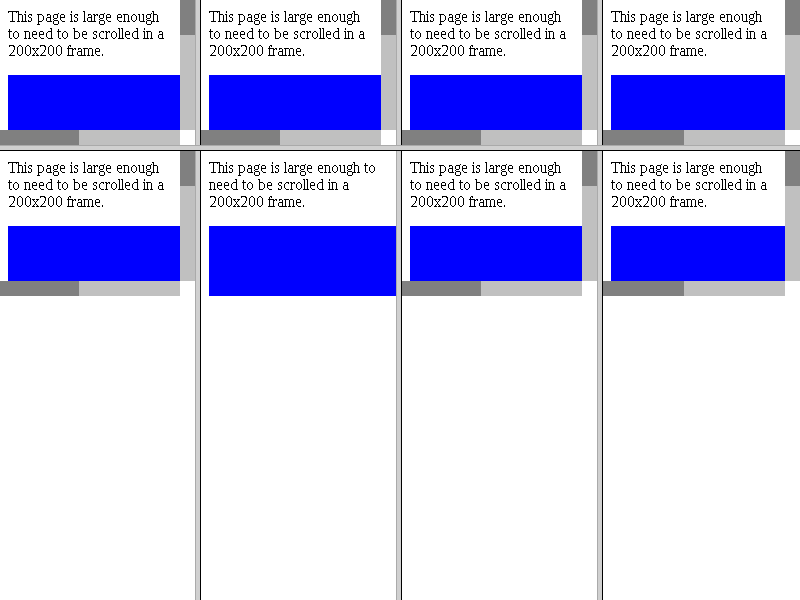 This page is large enough
to need to be scrolled in a
200x200 frame.
This page is large enough
to need to be scrolled in a
200x200 frame.
This page is large enough
to need to be scrolled in a
200x200 frame.
This page is large enough
to need to be scrolled in a
200x200 frame.
This page is large enough
to need to be scrolled in a
200x200 frame.
This page is large enough to
need to be scrolled in a
200x200 frame.
This page is large enough
to need to be scrolled in a
200x200 frame.
This page is large enough
to need to be scrolled in a
200x200 frame.